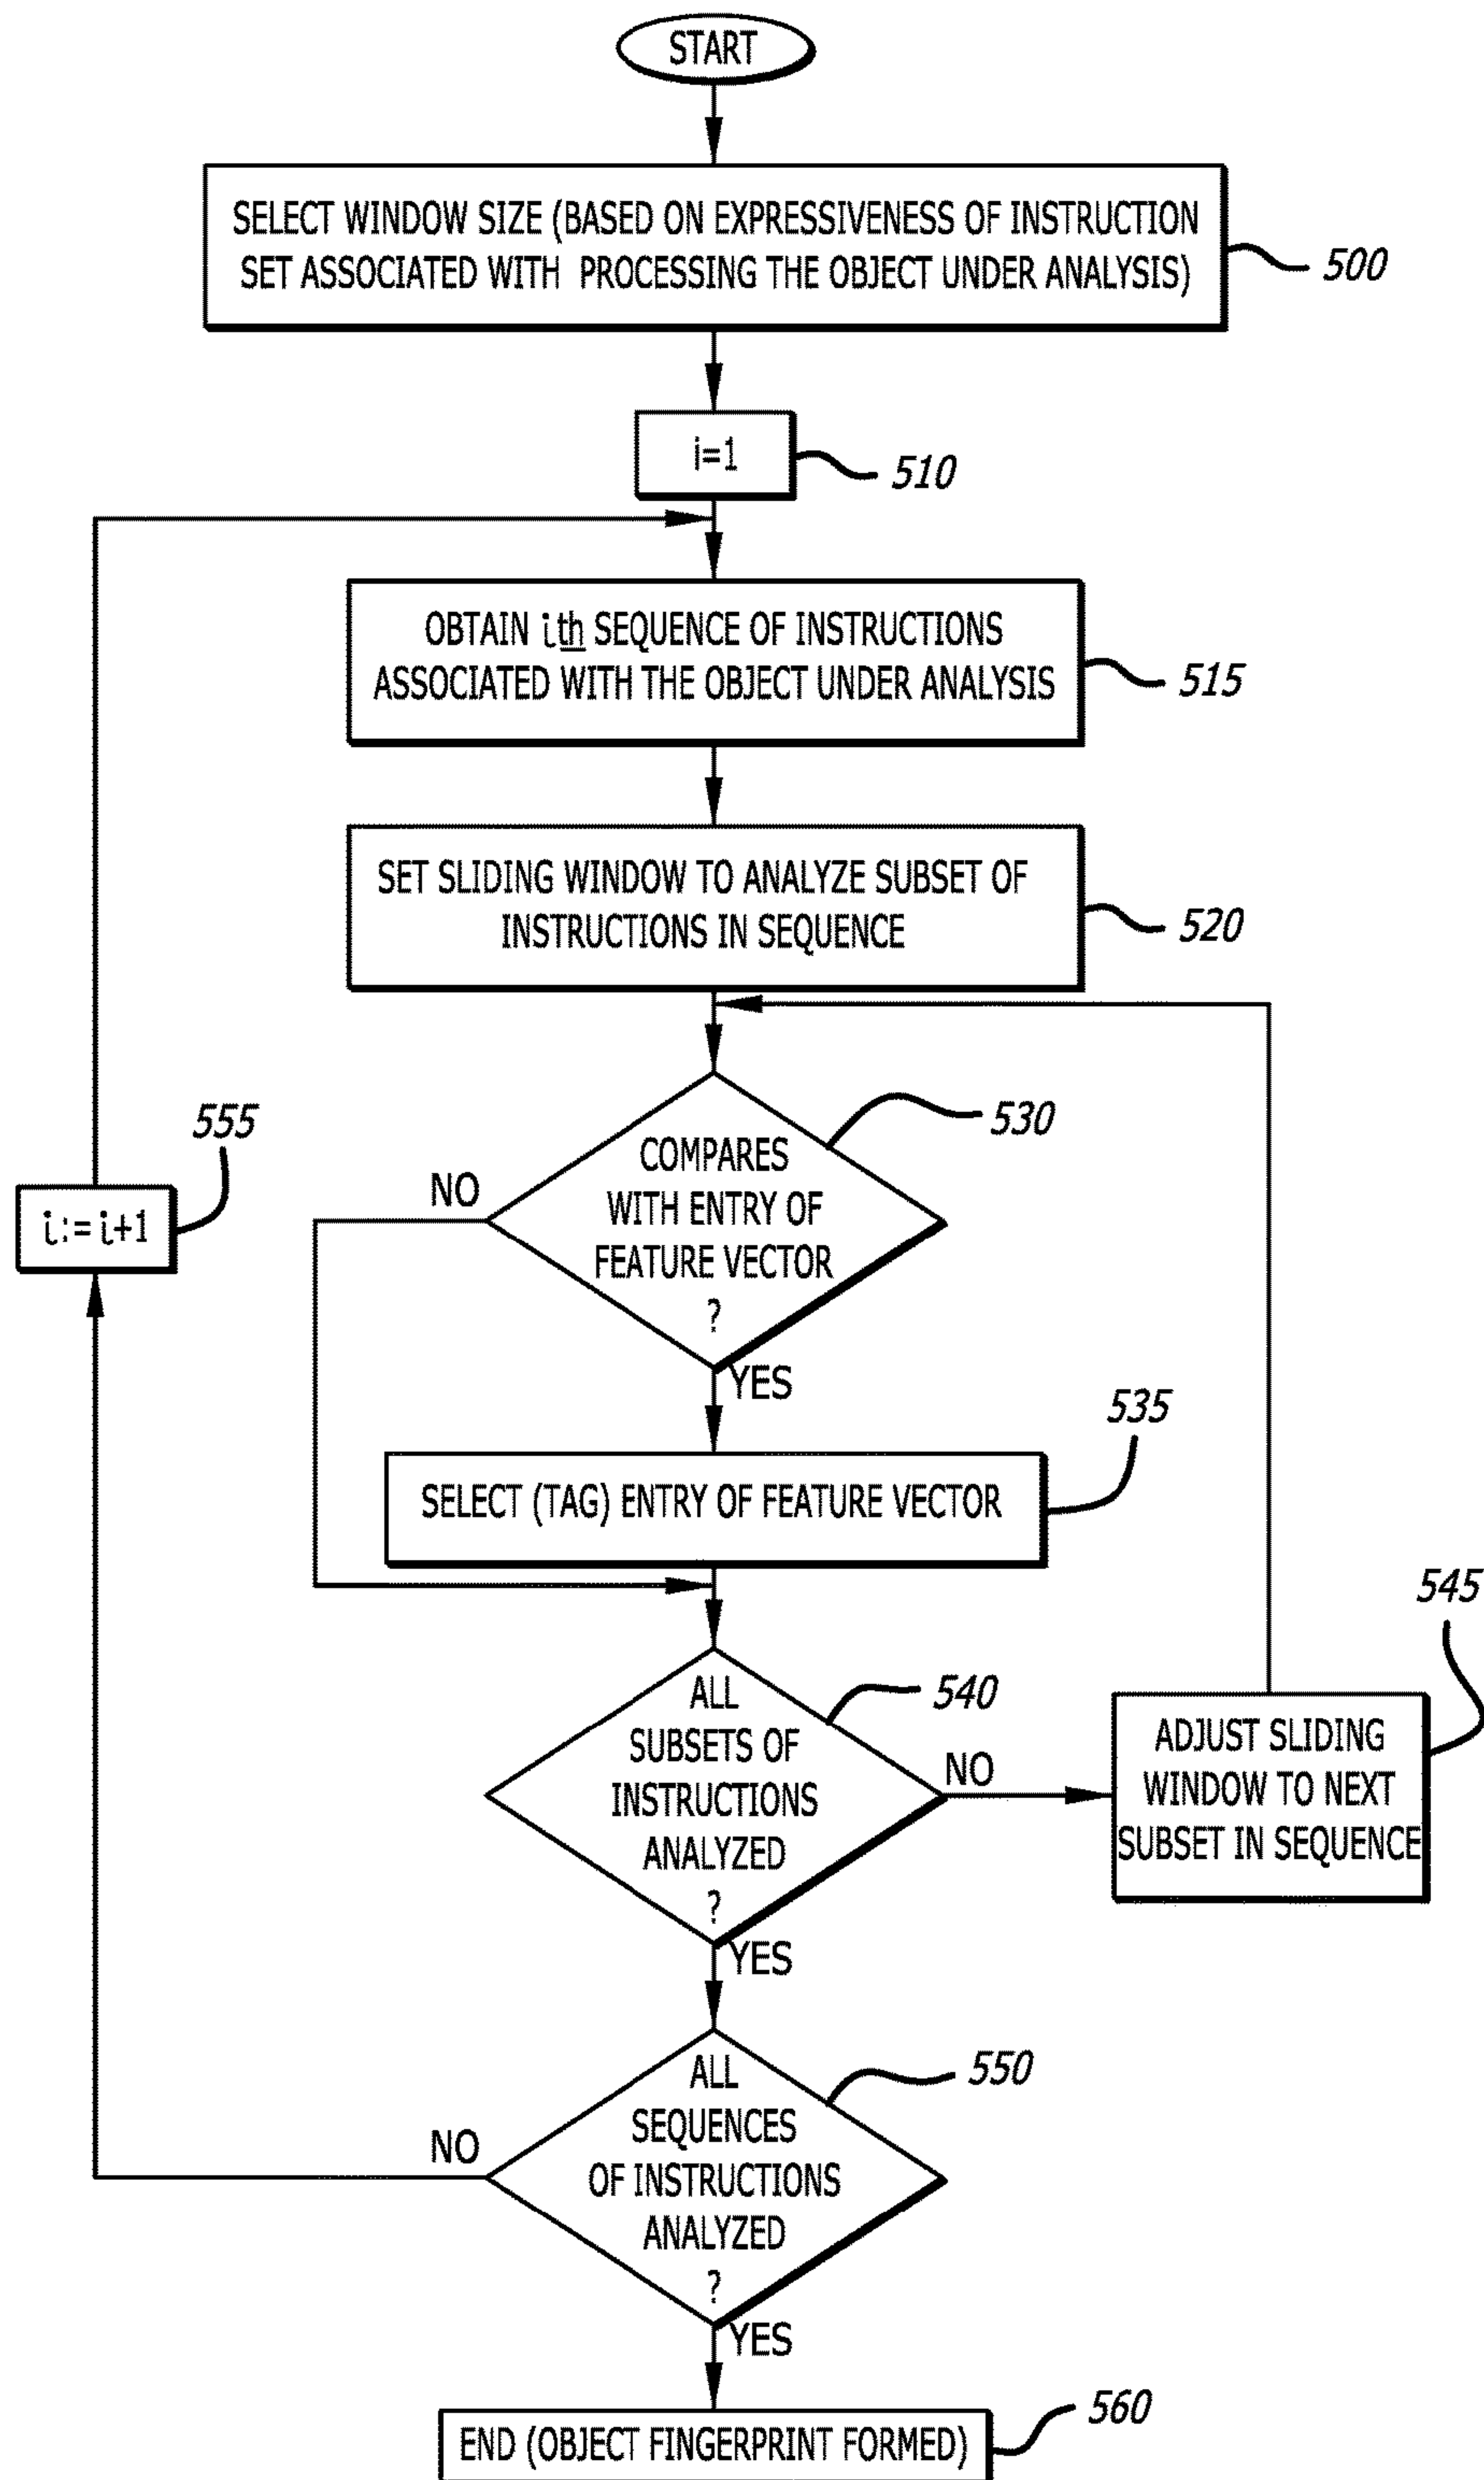 START
SELECT WINDOW SIZE (BASED ON EXPRESSIVENESS OF INSTRUCTION
SET ASSOCIATED WITH PROCESSING THE OBJECT UNDER ANALYSIS)
500
i=1
510
OBTAIN ith SEQUENCE OF INSTRUCTIONS
ASSOCIATED WITH THE OBJECT UNDER ANALYSIS
515
SET SLIDING WINDOW TO ANALYZE SUBSET OF
INSTRUCTIONS IN SEQUENCE
520
555
i:= i+1
530
NO
COMPARES
WITH ENTRY OF
FEATURE VECTOR
?
YES
535
SELECT (TAG) ENTRY OF FEATURE VECTOR
540
ALL
SUBSETS OF
INSTRUCTIONS
ANALYZED
?
NO
545
ADJUST SLIDING
WINDOW TO NEXT
SUBSET IN SEQUENCE
YES
550
NO
ALL
SEQUENCES
OF INSTRUCTIONS
ANALYZED
?
YES
560
END (OBJECT FINGERPRINT FORMED)